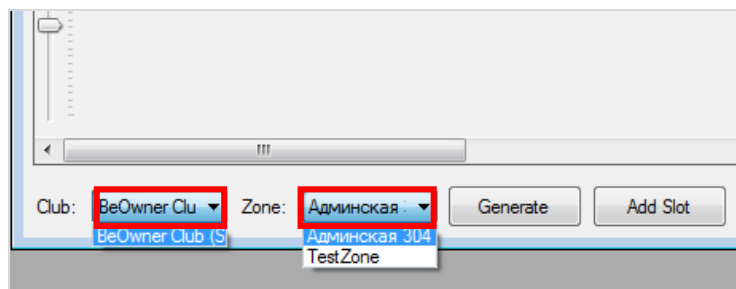 Club: BeOwner Clu Zone: Админская Generate Add Slot
BeOwner Club (S Админская 304
TestZone